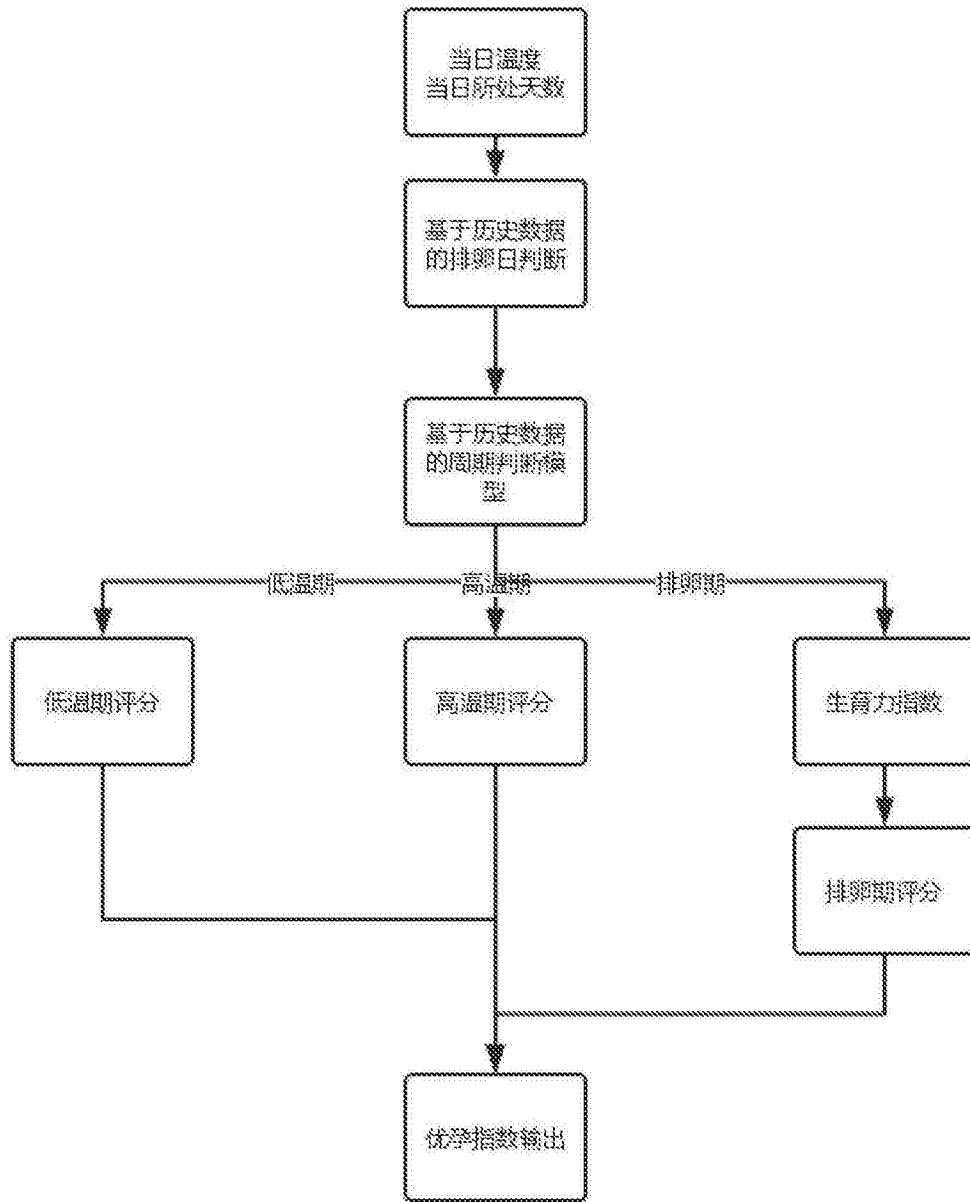 当日温度
当日所处天数
基于历史数据
的排卵日判断
基于历史数据
的周期判断模
型
低温期
高温期
排卵期
低温期评分
高温期评分
生育力指数
排卵期评分
优孕指数输出